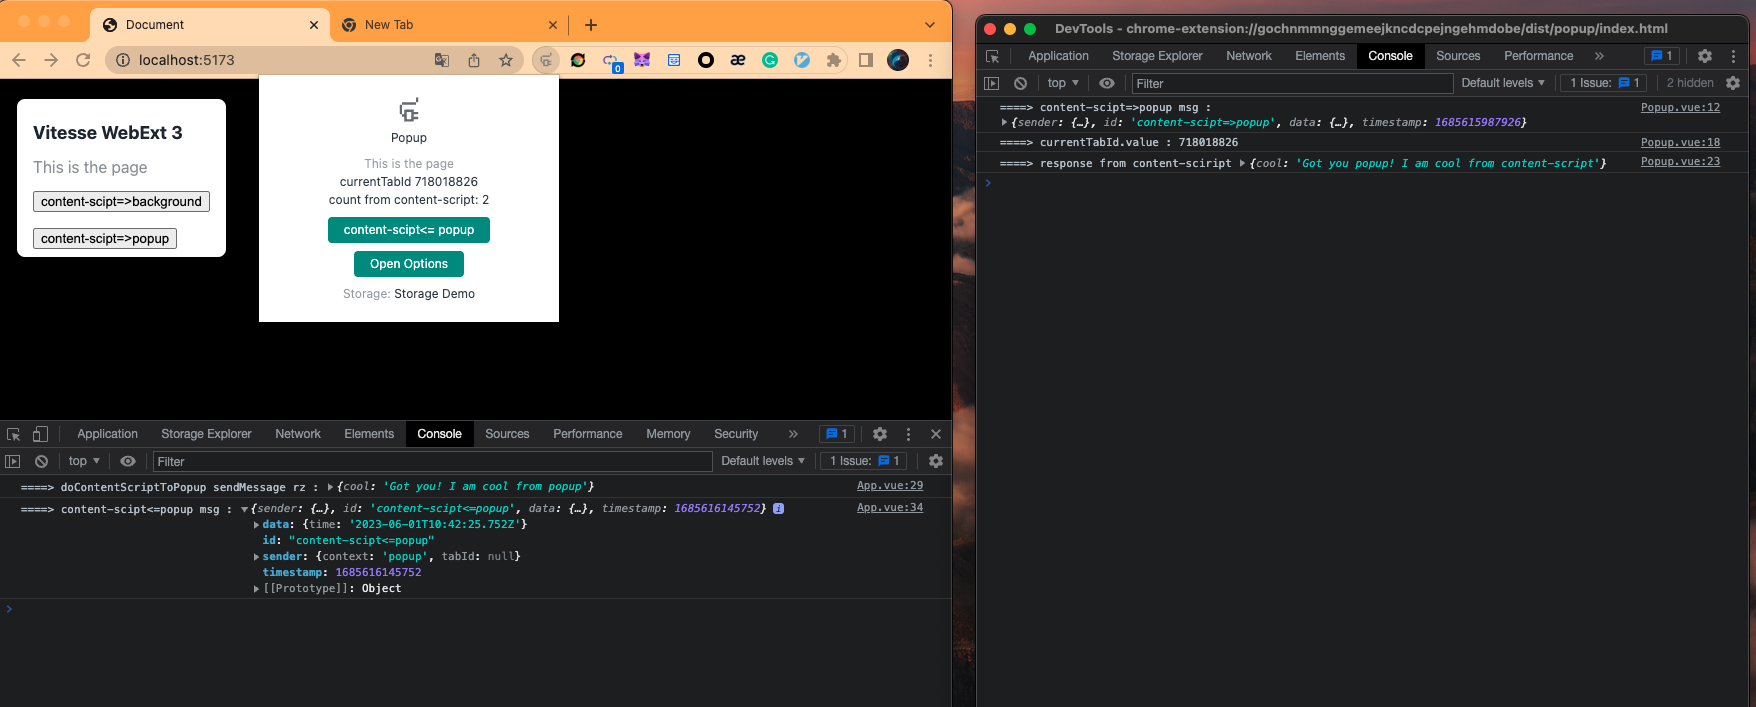 Document
New Tab
localhost:5173
0
Vitesse WebExt 3
This is the page
content-scipt=>background
content-scipt=>popup
Popup
This is the page
currentTabId 718018826
count from content-script: 2
content-scipt<= popup
Open Options
Storage: Storage Demo
Application Storage Explorer Network Elements Console Sources Performance Memory Security » 1
top Filter Default levels 1 Issue: 1
====> doContentScriptToPopup sendMessage rz : {cool: 'Got you! I am cool from popup'} App.vue:29
====> content-scipt<=popup msg : {sender: {…}, id: 'content-scipt<=popup', data: {…}, timestamp: 1685616145752} i App.vue:34
data: {time: '2023-06-01T10:42:25.752Z'}
id: "content-scipt<=popup"
sender: {context: 'popup', tabId: null}
timestamp: 1685616145752
[[Prototype]]: Object
>
DevTools - chrome-extension://gochnmmnggemeejkncdcpejngehmdobe/dist/popup/index.html
Application Storage Explorer Network Elements Console Sources Performance » 1
top Filter Default levels 1 Issue: 1 2 hidden
====> content-scipt=>popup msg : Popup.vue:12
{sender: {…}, id: 'content-scipt=>popup', data: {…}, timestamp: 1685615987926}
====> currentTabId.value : 718018826 Popup.vue:18
====> response from content-sciript {cool: 'Got you popup! I am cool from content-script'} Popup.vue:23
>